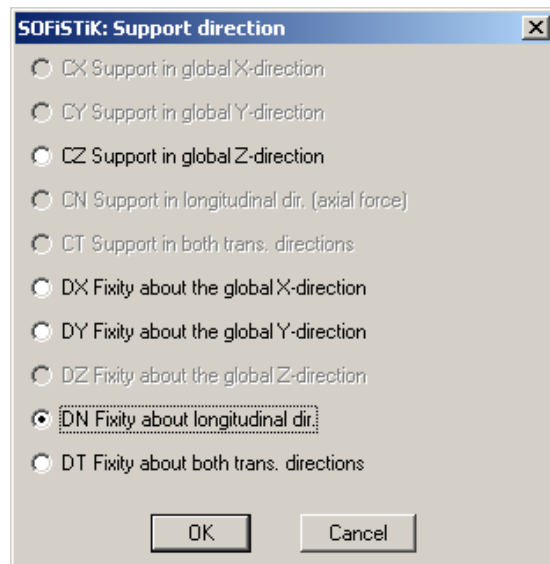 SOFiSTiK: Support direction
CX Support in global X-direction
CY Support in global Y-direction
CZ Support in global Z-direction
CN Support in longitudinal dir. (axial force)
CT Support in both trans. directions
DX Fixity about the global X-direction
DY Fixity about the global Y-direction
DZ Fixity about the global Z-direction
DN Fixity about longitudinal dir.
DT Fixity about both trans. directions
OK Cancel